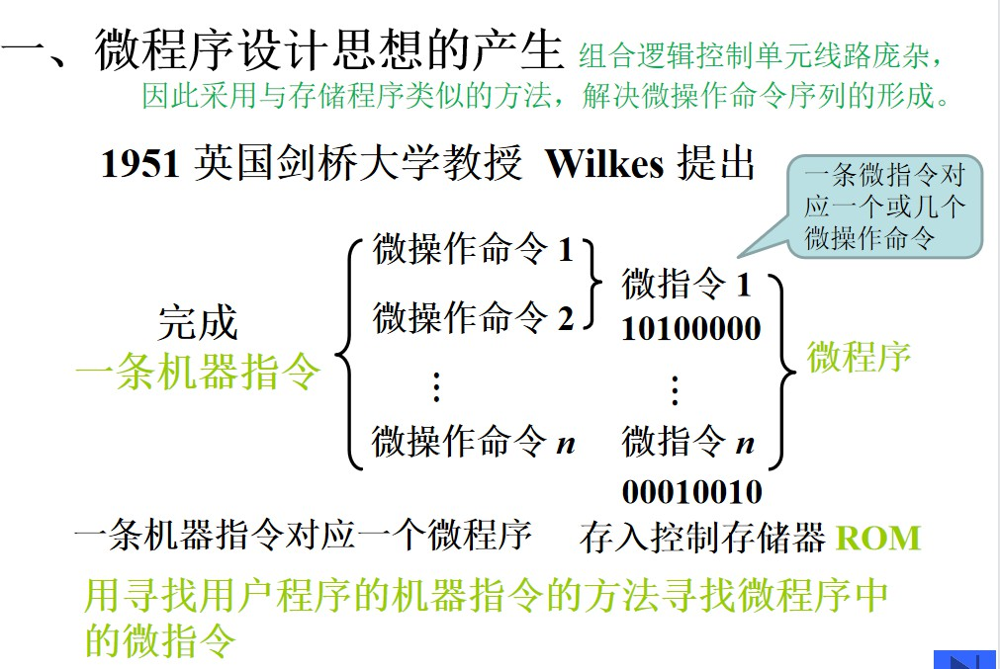 一、微程序设计思想的产生 组合逻辑控制单元线路庞杂，
因此采用与存储程序类似的方法，解决微操作命令序列的形成。
1951 英国剑桥大学教授 Wilkes 提出
一条微指令对
应一个或几个
微操作命令
完成
一条机器指令
微操作命令 1
微操作命令 2
⋮
微操作命令 n
微指令 1
10100000
⋮
微指令 n
00010010
微程序
一条机器指令对应一个微程序 存入控制存储器 ROM
用寻找用户程序的机器指令的方法寻找微程序中
的微指令